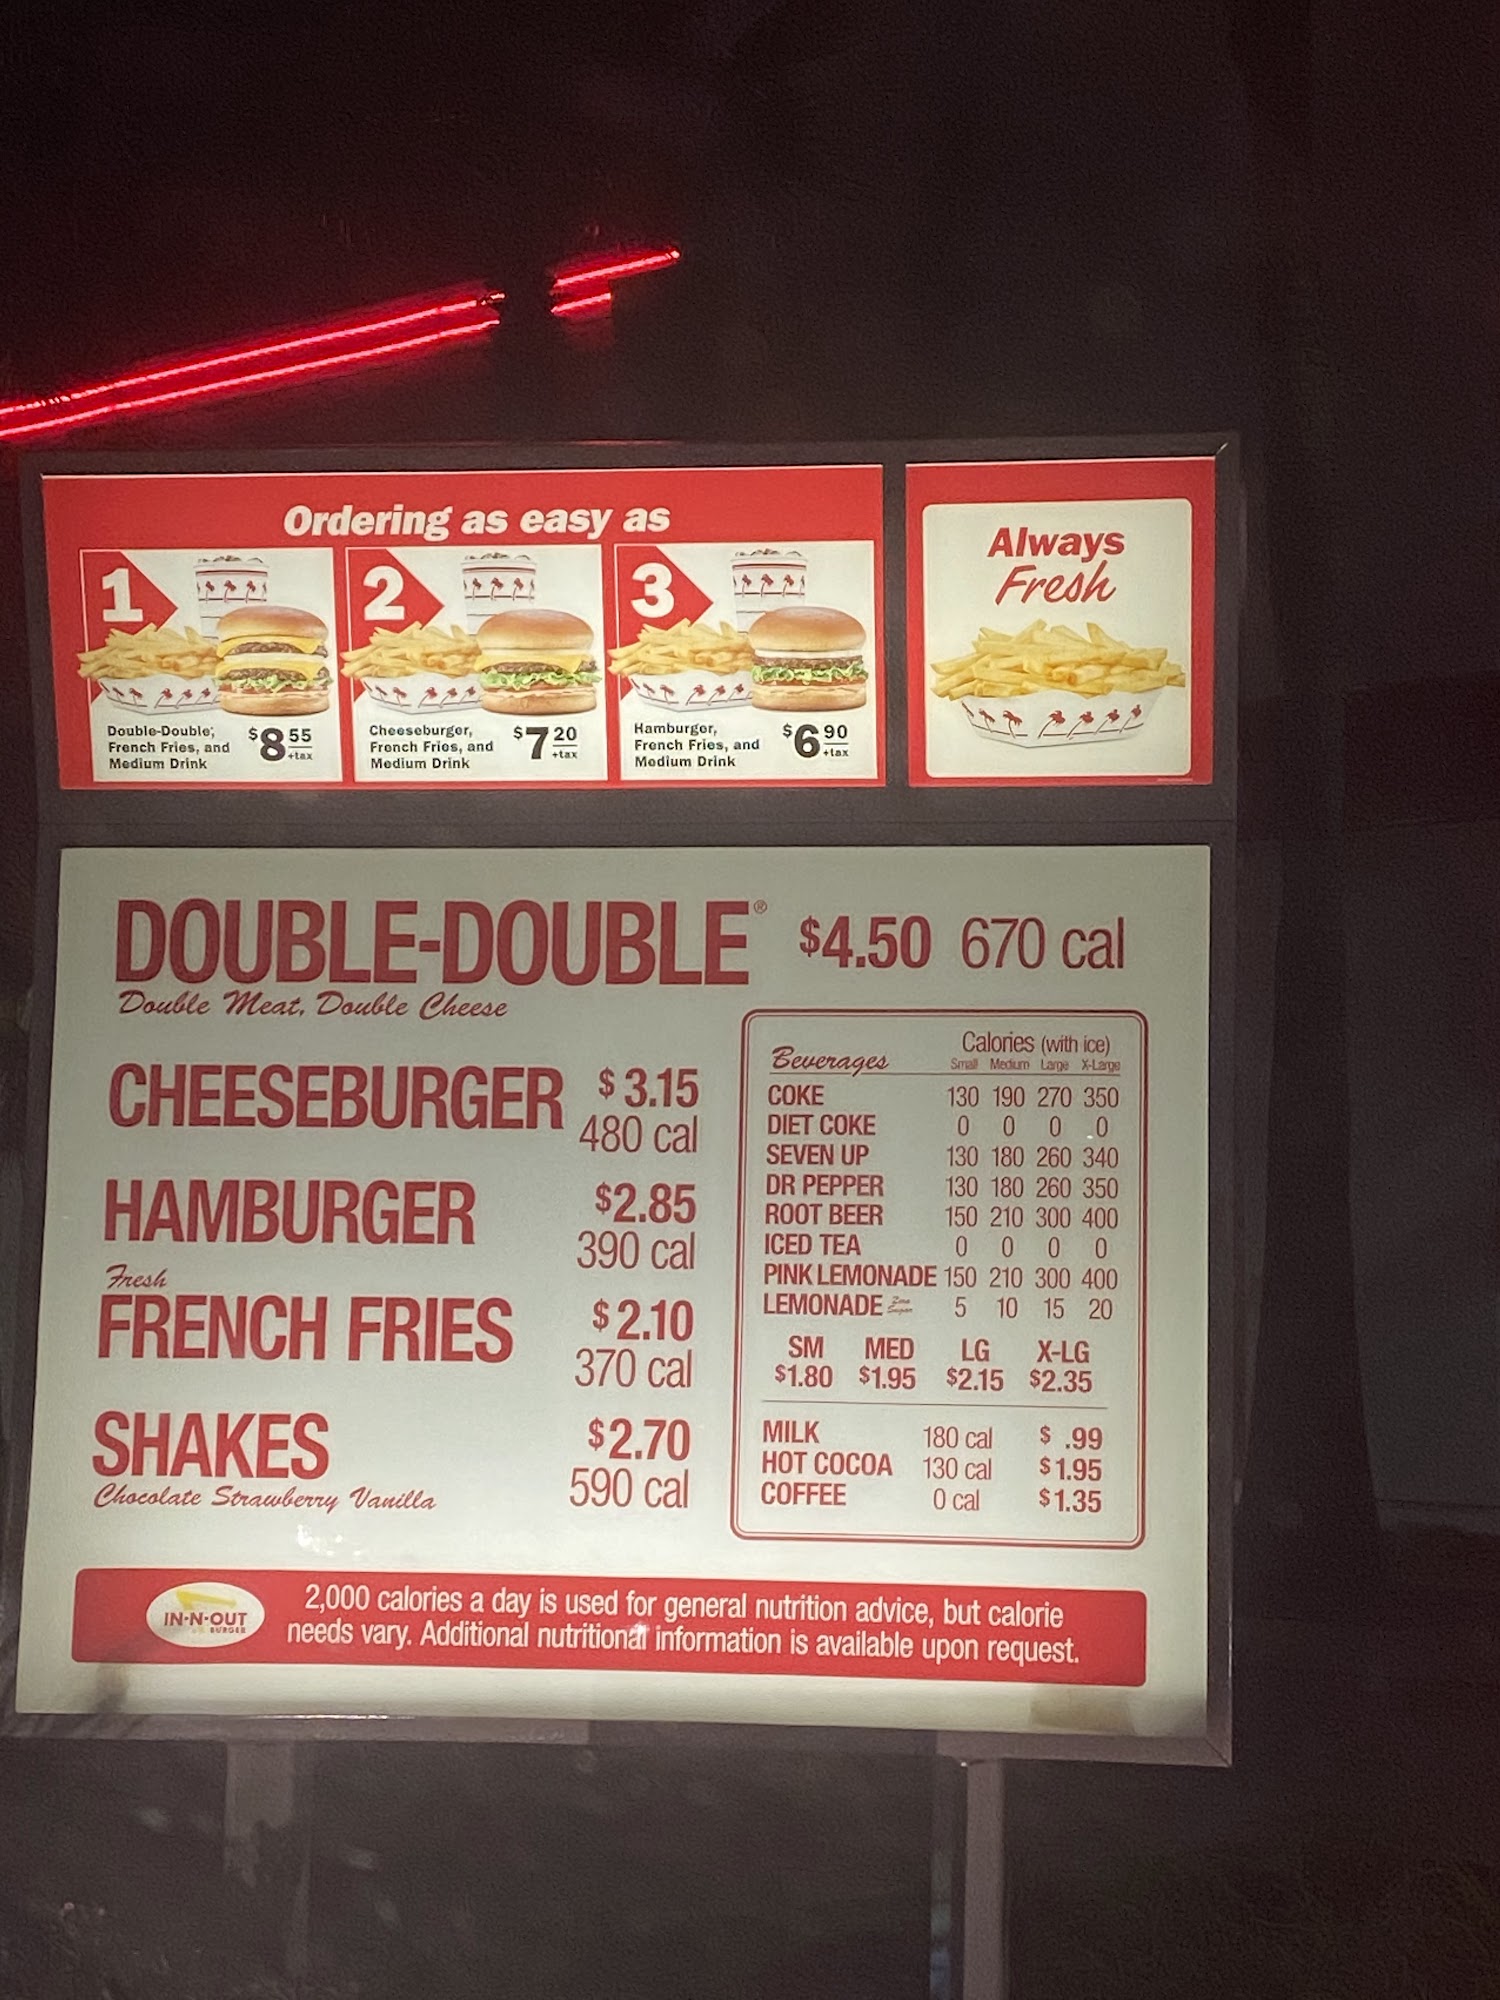 Ordering as easy as
1
Double-Double,
French Fries, and
Medium Drink
$8 55
+tax
2
Cheeseburger,
French Fries, and
Medium Drink
$7 20
+tax
3
Hamburger,
French Fries, and
Medium Drink
$6 90
+tax
Always
Fresh
DOUBLE-DOUBLE® $4.50 670 cal
Double Meat, Double Cheese
CHEESEBURGER $3.15
480 cal
HAMBURGER $2.85
390 cal
Fresh
FRENCH FRIES $2.10
370 cal
SHAKES $2.70
Chocolate Strawberry Vanilla 590 cal
Beverages Calories (with ice)
Small Medium Large X-Large
COKE 130 190 270 350
DIET COKE 0 0 0 0
SEVEN UP 130 180 260 340
DR PEPPER 130 180 260 350
ROOT BEER 150 210 300 400
ICED TEA 0 0 0 0
PINK LEMONADE 150 210 300 400
LEMONADE Zero Sugar 5 10 15 20
SM MED LG X-LG
$1.80 $1.95 $2.15 $2.35
MILK 180 cal $ .99
HOT COCOA 130 cal $1.95
COFFEE 0 cal $1.35
IN-N-OUT
BURGER
2,000 calories a day is used for general nutrition advice, but calorie
needs vary. Additional nutritional information is available upon request.